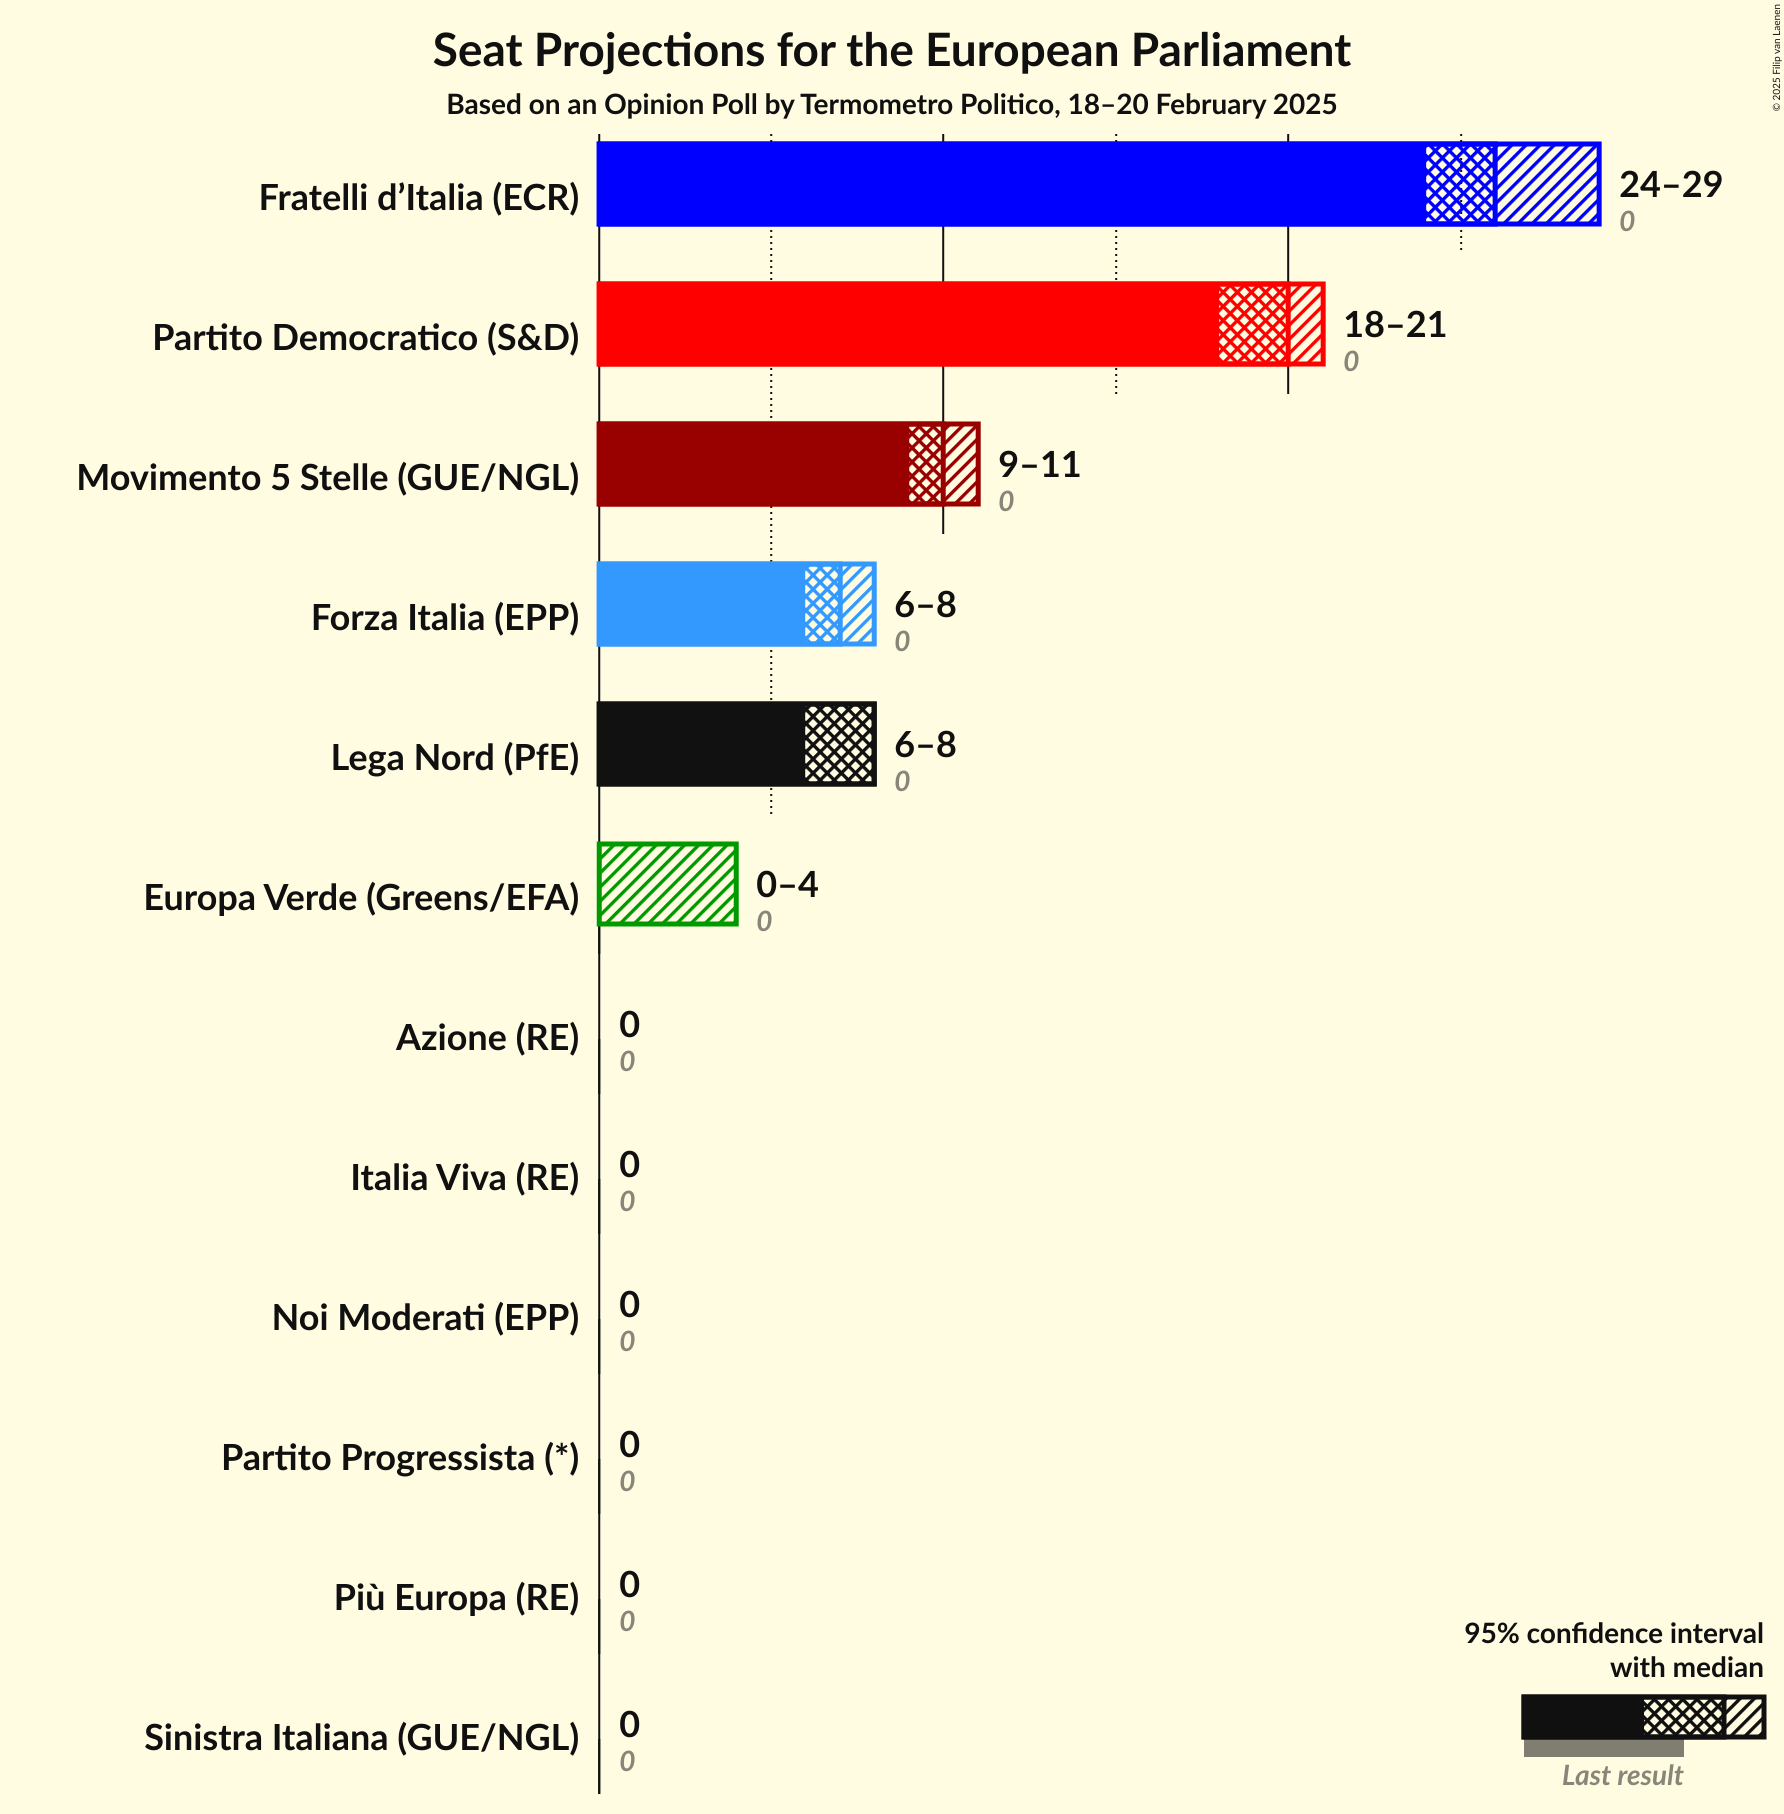 Seat Projections for the European Parliament
Based on an Opinion Poll by Termometro Politico, 18–20 February 2025
© 2025 Filip van Laenen
Fratelli d’Italia (ECR)
24–29
0
Partito Democratico (S&D)
18–21
0
Movimento 5 Stelle (GUE/NGL)
9–11
0
Forza Italia (EPP)
6–8
0
Lega Nord (PfE)
6–8
0
Europa Verde (Greens/EFA)
0–4
0
Azione (RE)
0
0
Italia Viva (RE)
0
0
Noi Moderati (EPP)
0
0
Partito Progressista (*)
0
0
Più Europa (RE)
0
0
Sinistra Italiana (GUE/NGL)
0
0
95% confidence interval
with median
Last result